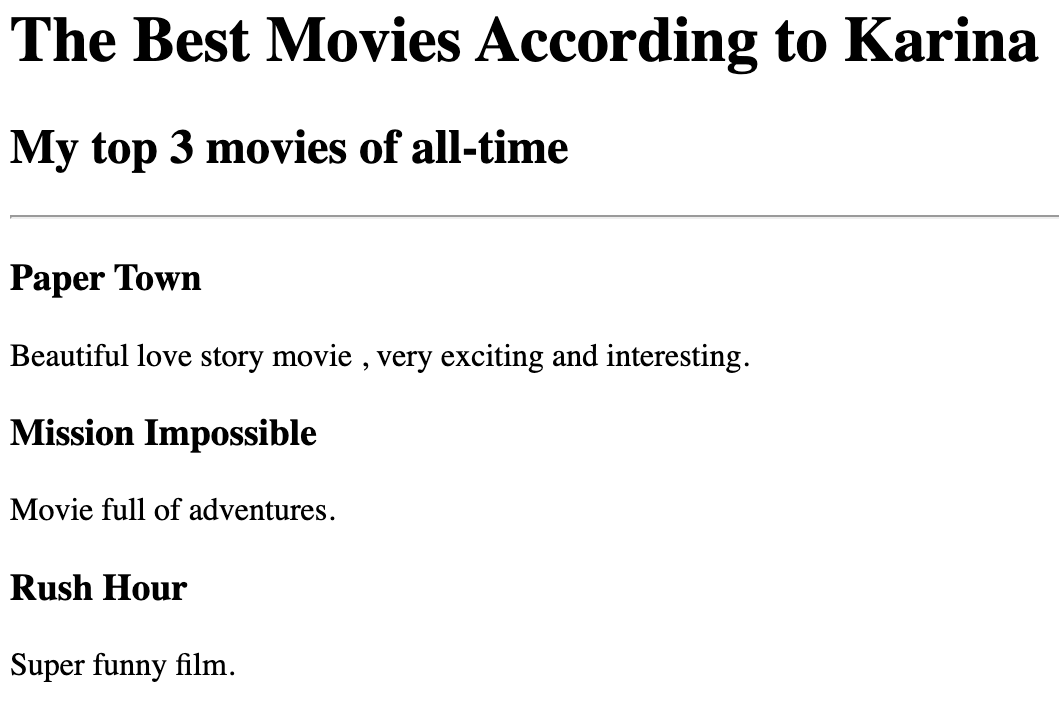 The Best Movies According to Karina
My top 3 movies of all-time
Paper Town
Beautiful love story movie , very exciting and interesting.
Mission Impossible
Movie full of adventures.
Rush Hour
Super funny film.